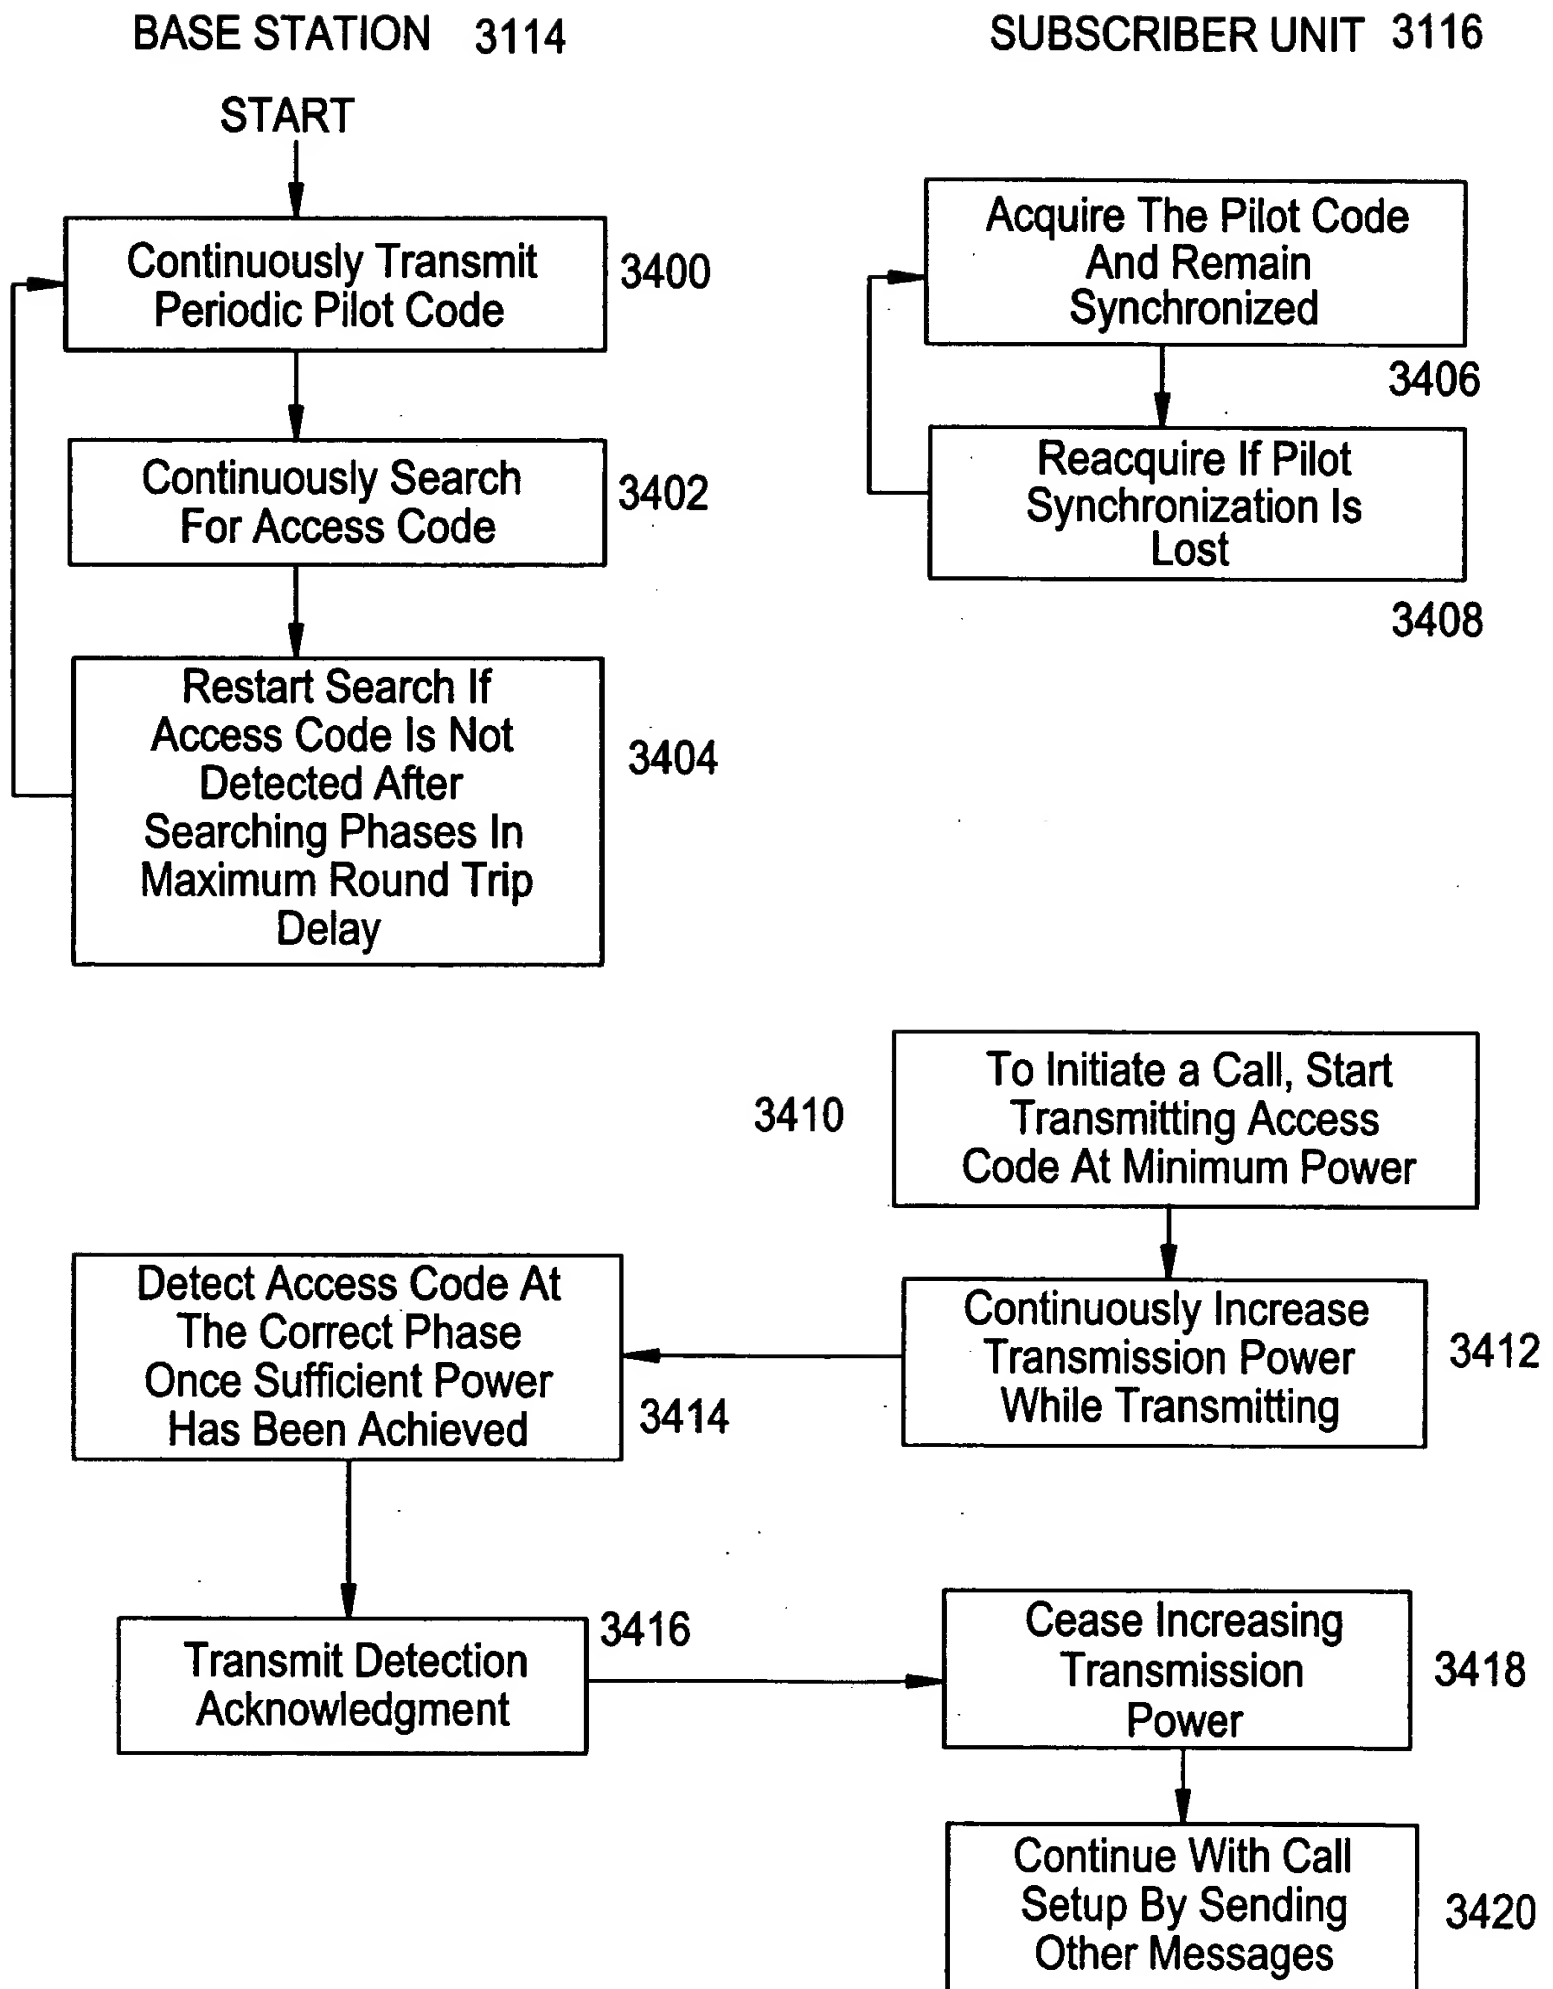 BASE STATION 3114
SUBSCRIBER UNIT 3116
START
Continuously Transmit
Periodic Pilot Code
3400
Acquire The Pilot Code
And Remain
Synchronized
3406
Continuously Search
For Access Code
3402
Reacquire If Pilot
Synchronization Is
Lost
3408
Restart Search If
Access Code Is Not
Detected After
Searching Phases In
Maximum Round Trip
Delay
3404
3410
To Initiate a Call, Start
Transmitting Access
Code At Minimum Power
Continuously Increase
Transmission Power
While Transmitting
3412
Detect Access Code At
The Correct Phase
Once Sufficient Power
Has Been Achieved
3414
Transmit Detection
Acknowledgment
3416
Cease Increasing
Transmission
Power
3418
Continue With Call
Setup By Sending
Other Messages
3420